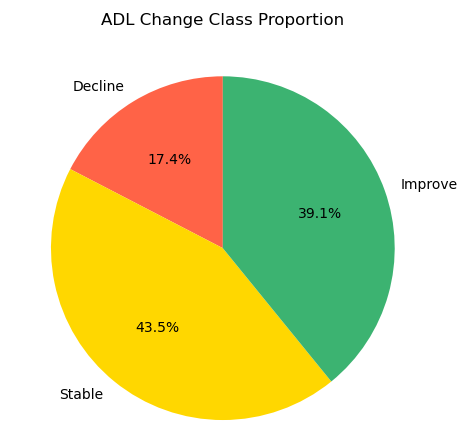 ADL Change Class Proportion
Decline
17.4%
Improve
39.1%
43.5%
Stable